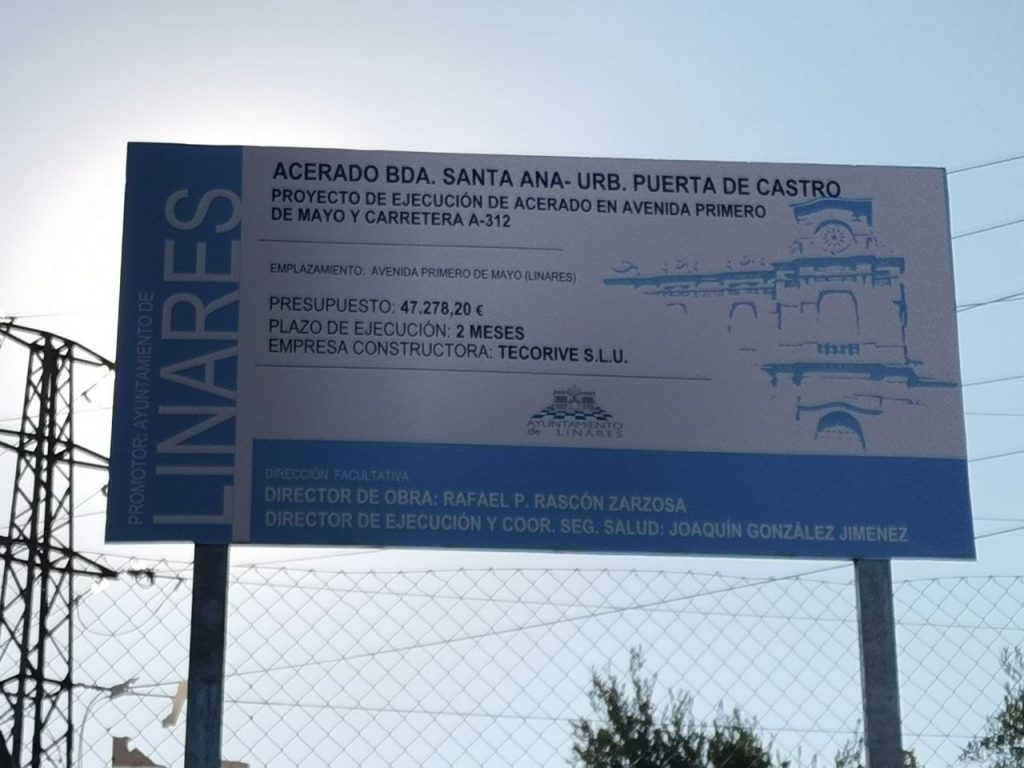 PROMOTOR: AYUNTAMIENTO DE
LINARES
ACERADO BDA. SANTA ANA- URB. PUERTA DE CASTRO
PROYECTO DE EJECUCIÓN DE ACERADO EN AVENIDA PRIMERO
DE MAYO Y CARRETERA A-312
EMPLAZAMIENTO: AVENIDA PRIMERO DE MAYO (LINARES)
PRESUPUESTO: 47.278,20 €
PLAZO DE EJECUCIÓN: 2 MESES
EMPRESA CONSTRUCTORA: TECORIVE S.L.U.
AYUNTAMIENTO
de LINARES
DIRECCIÓN FACULTATIVA
DIRECTOR DE OBRA: RAFAEL P. RASCÓN ZARZOSA
DIRECTOR DE EJECUCIÓN Y COOR. SEG. SALUD: JOAQUÍN GONZÀLEZ JIMENEZ